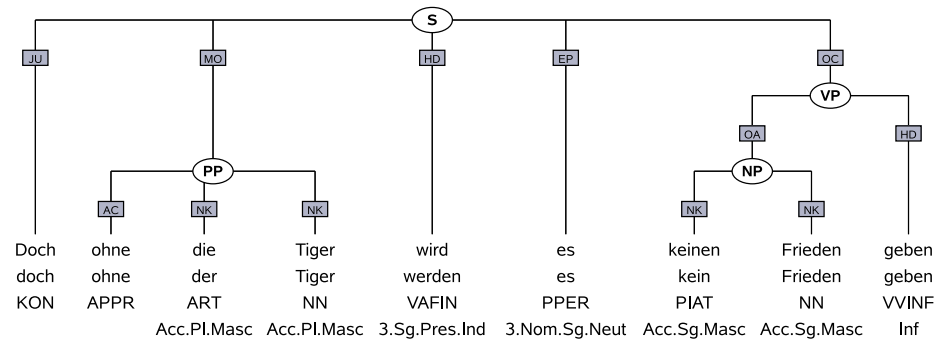 S
JU MO HD EP OC
VP
OA HD
PP NP
AC NK NK NK NK
Doch ohne die Tiger wird es keinen Frieden geben
doch ohne der Tiger werden es kein Frieden geben
KON APPR ART NN VAFIN PPER PIAT NN VVINF
Acc.Pl.Masc Acc.Pl.Masc 3.Sg.Pres.Ind 3.Nom.Sg.Neut Acc.Sg.Masc Acc.Sg.Masc Inf